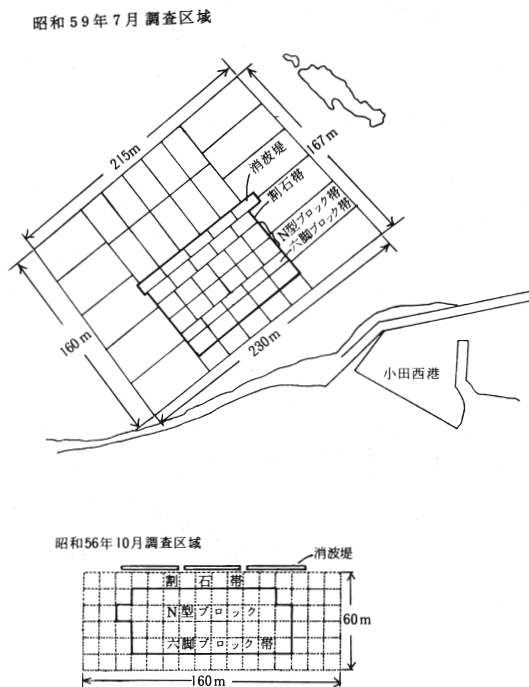 昭和59年7月調査区域
215m
167m
消波堤
割石帯
N型ブロック帯
六脚ブロック帯
160m
230m
小田西港
昭和56年10月調査区域
消波堤
割石帯
N型ブロック
六脚ブロック帯
60m
160m